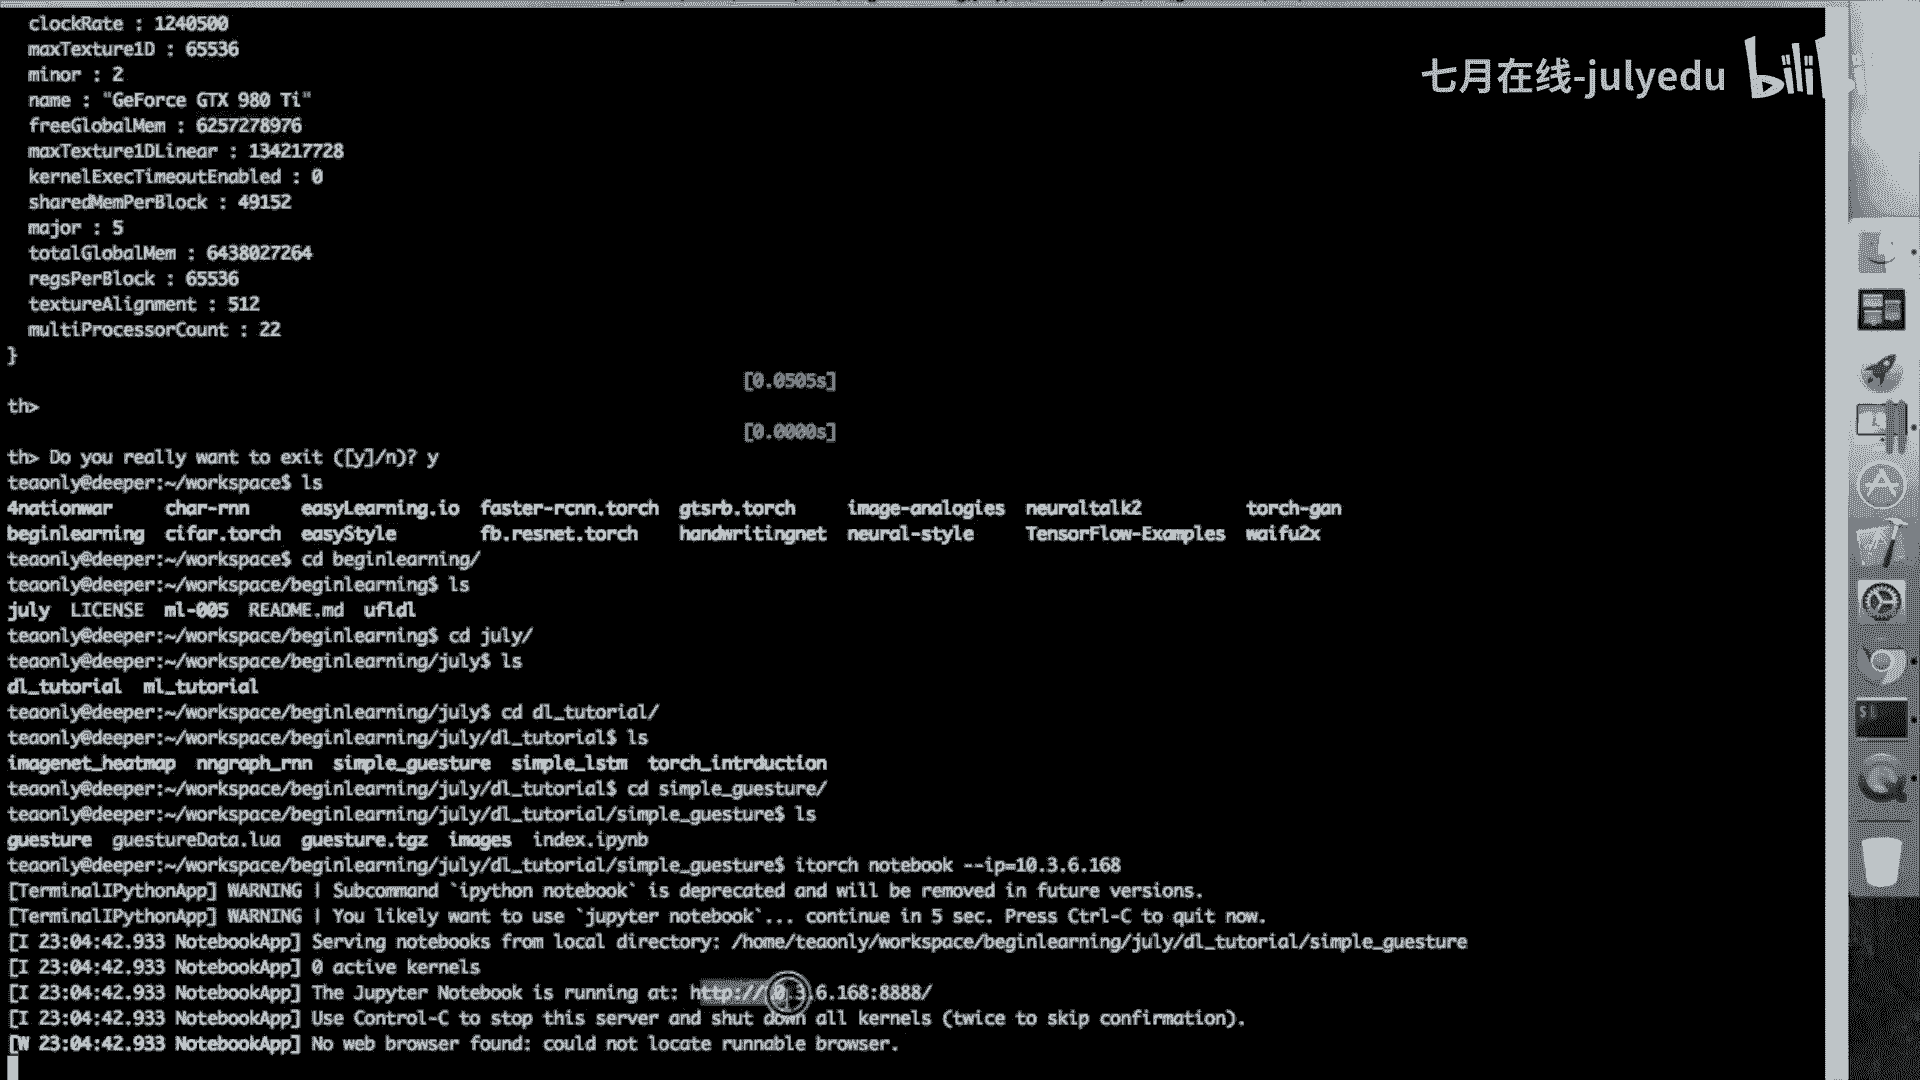 clockRate : 1240500
maxTexture1D : 65536
minor : 2
name : "GeForce GTX 980 Ti"
freeGlobalMem : 6257278976
maxTexture1DLinear : 134217728
kernelExecTimeoutEnabled : 0
sharedMemPerBlock : 49152
major : 5
totalGlobalMem : 6438027264
regsPerBlock : 65536
textureAlignment : 512
multiProcessorCount : 22
}
[0.0505s]
th>
[0.0000s]
th> Do you really want to exit ([y]/n)? y
teaonly@deeper:~/workspace$ ls
4nationwar char-rnn easyLearning.io faster-rcnn.torch gtsrb.torch image-analogies neuraltalk2 torch-gan
beginlearning cifar.torch easyStyle fb.resnet.torch handwritingnet neural-style TensorFlow-Examples waifu2x
teaonly@deeper:~/workspace$ cd beginlearning/
teaonly@deeper:~/workspace/beginlearning$ ls
july LICENSE ml-005 README.md ufldl
teaonly@deeper:~/workspace/beginlearning$ cd july/
teaonly@deeper:~/workspace/beginlearning/july$ ls
dl_tutorial ml_tutorial
teaonly@deeper:~/workspace/beginlearning/july$ cd dl_tutorial/
teaonly@deeper:~/workspace/beginlearning/july/dl_tutorial$ ls
imagenet_heatmap nngraph_rnn simple_guesture simple_lstm torch_intrduction
teaonly@deeper:~/workspace/beginlearning/july/dl_tutorial$ cd simple_guesture/
teaonly@deeper:~/workspace/beginlearning/july/dl_tutorial/simple_guesture$ ls
guesture guestureData.lua guesture.tgz images index.ipynb
teaonly@deeper:~/workspace/beginlearning/july/dl_tutorial/simple_guesture$ itorch notebook --ip=10.3.6.168
[TerminalIPythonApp] WARNING | Subcommand `ipython notebook` is deprecated and will be removed in future versions.
[TerminalIPythonApp] WARNING | You likely want to use `jupyter notebook`... continue in 5 sec. Press Ctrl-C to quit now.
[I 23:04:42.933 NotebookApp] Serving notebooks from local directory: /home/teaonly/workspace/beginlearning/july/dl_tutorial/simple_guesture
[I 23:04:42.933 NotebookApp] 0 active kernels
[I 23:04:42.933 NotebookApp] The Jupyter Notebook is running at: http://10.3.6.168:8888/
[I 23:04:42.933 NotebookApp] Use Control-C to stop this server and shut down all kernels (twice to skip confirmation).
[W 23:04:42.933 NotebookApp] No web browser found: could not locate runnable browser.
七月在线-julyedu